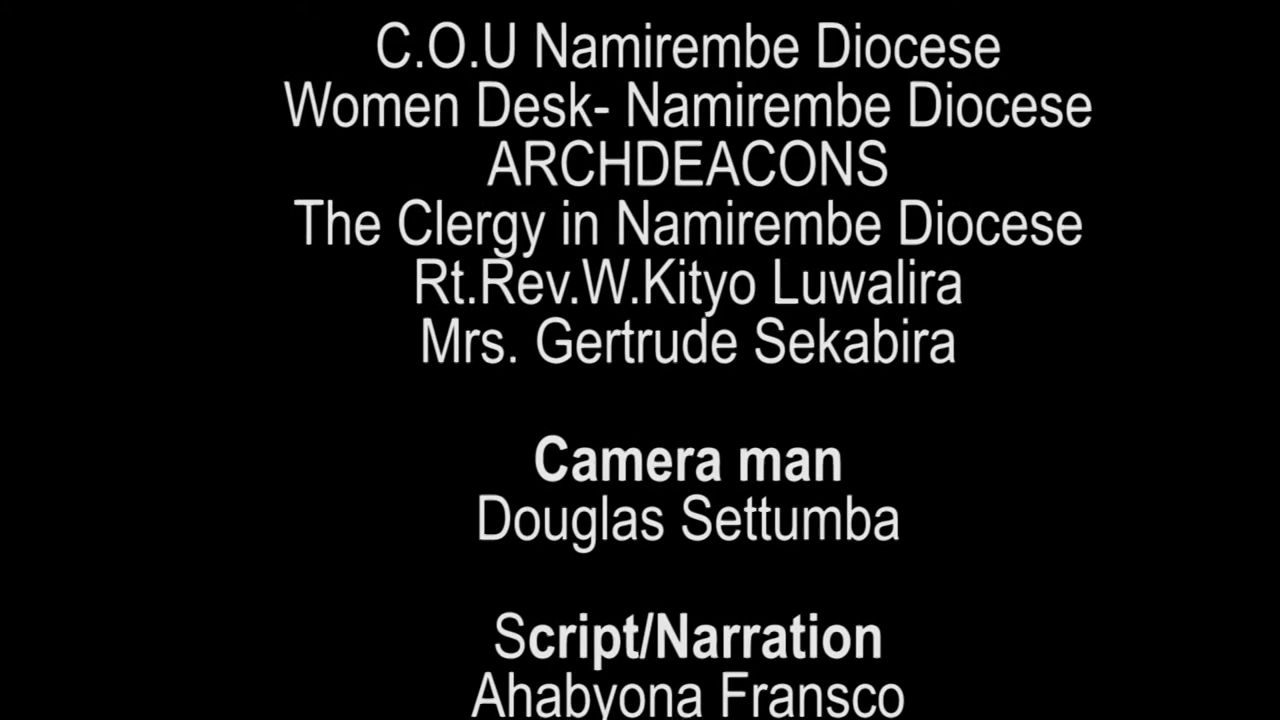 C.O.U Namirembe Diocese
Women Desk- Namirembe Diocese
ARCHDEACONS
The Clergy in Namirembe Diocese
Rt.Rev.W.Kityo Luwalira
Mrs. Gertrude Sekabira
Camera man
Douglas Settumba
Script/Narration
Ahabyona Fransco